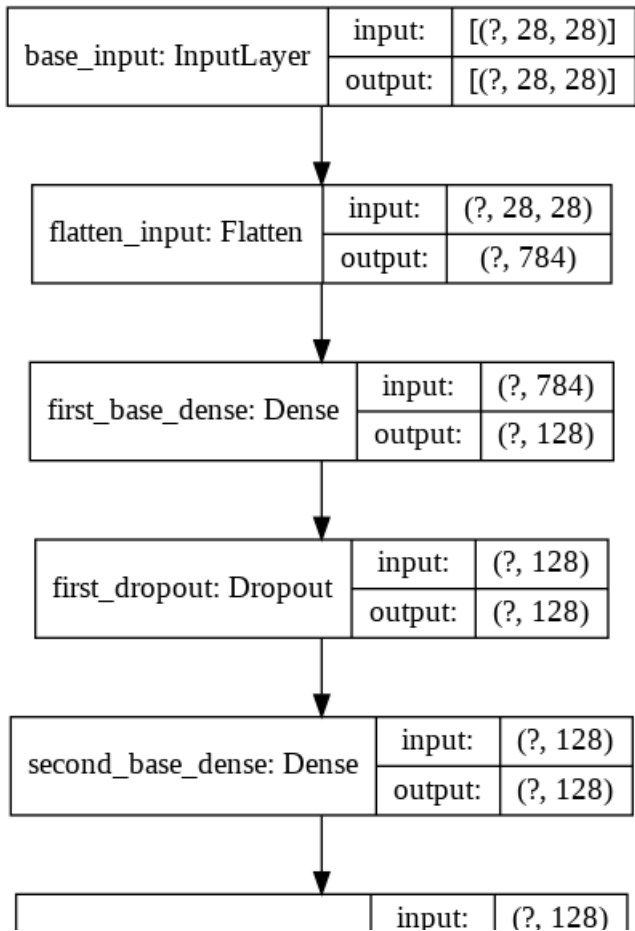 base_input: InputLayer
input: [(?, 28, 28)]
output: [(?, 28, 28)]
flatten_input: Flatten
input: (?, 28, 28)
output: (?, 784)
first_base_dense: Dense
input: (?, 784)
output: (?, 128)
first_dropout: Dropout
input: (?, 128)
output: (?, 128)
second_base_dense: Dense
input: (?, 128)
output: (?, 128)
input: (?, 128)